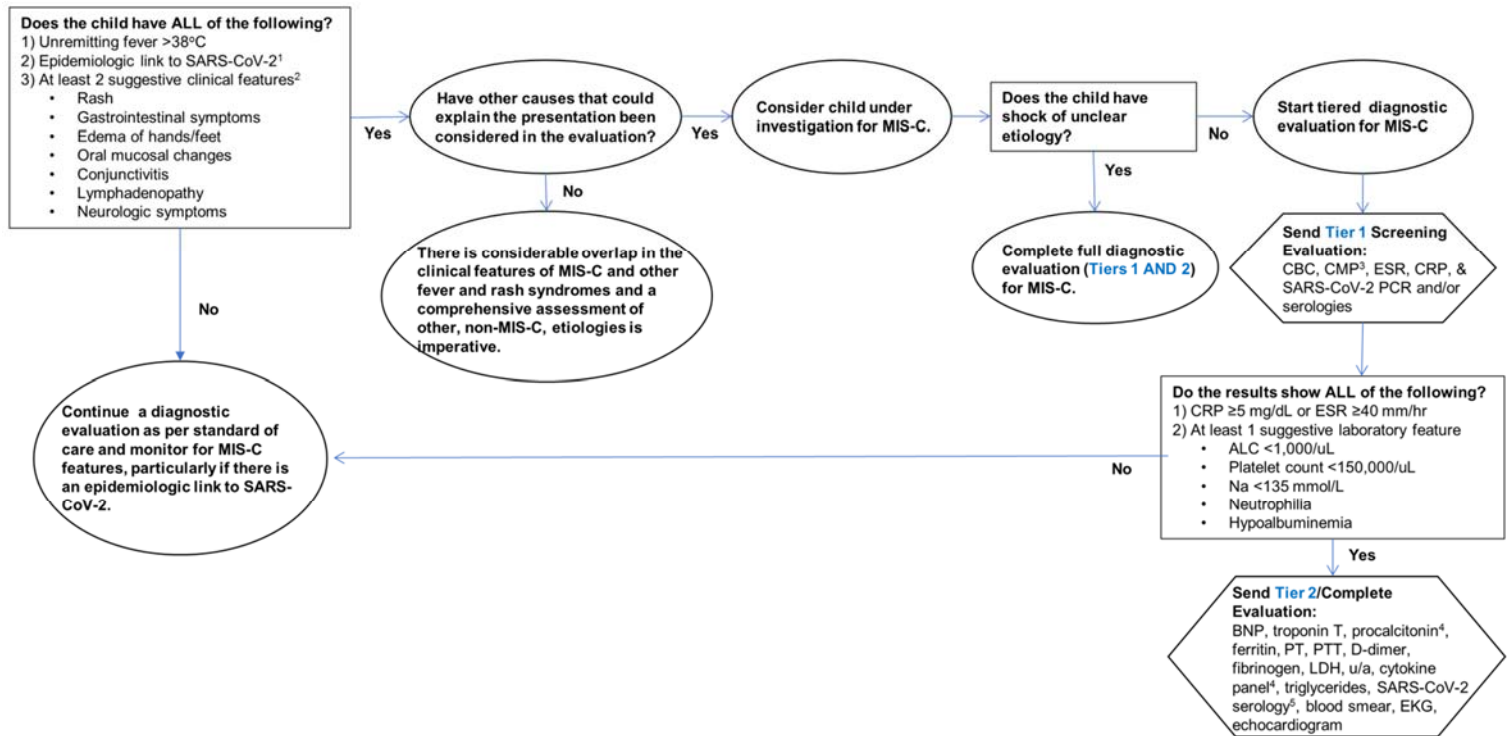 Does the child have ALL of the following?
1) Unremitting fever >38°C
2) Epidemiologic link to SARS-CoV-2¹
3) At least 2 suggestive clinical features²
• Rash
• Gastrointestinal symptoms
• Edema of hands/feet
• Oral mucosal changes
• Conjunctivitis
• Lymphadenopathy
• Neurologic symptoms
Yes
Have other causes that could
explain the presentation been
considered in the evaluation?
Yes
Consider child under
investigation for MIS-C.
Does the child have
shock of unclear
etiology?
No
Start tiered diagnostic
evaluation for MIS-C
No
There is considerable overlap in the
clinical features of MIS-C and other
fever and rash syndromes and a
comprehensive assessment of
other, non-MIS-C, etiologies is
imperative.
Yes
Complete full diagnostic
evaluation (Tiers 1 AND 2)
for MIS-C.
Send Tier 1 Screening
Evaluation:
CBC, CMP³, ESR, CRP, &
SARS-CoV-2 PCR and/or
serologies
No
Continue a diagnostic
evaluation as per standard of
care and monitor for MIS-C
features, particularly if there is
an epidemiologic link to SARS-
CoV-2.
Do the results show ALL of the following?
1) CRP ≥5 mg/dL or ESR ≥40 mm/hr
2) At least 1 suggestive laboratory feature
• ALC <1,000/uL
• Platelet count <150,000/uL
• Na <135 mmol/L
• Neutrophilia
• Hypoalbuminemia
No
Yes
Send Tier 2/Complete
Evaluation:
BNP, troponin T, procalcitonin⁴,
ferritin, PT, PTT, D-dimer,
fibrinogen, LDH, u/a, cytokine
panel⁴, triglycerides, SARS-CoV-2
serology⁵, blood smear, EKG,
echocardiogram